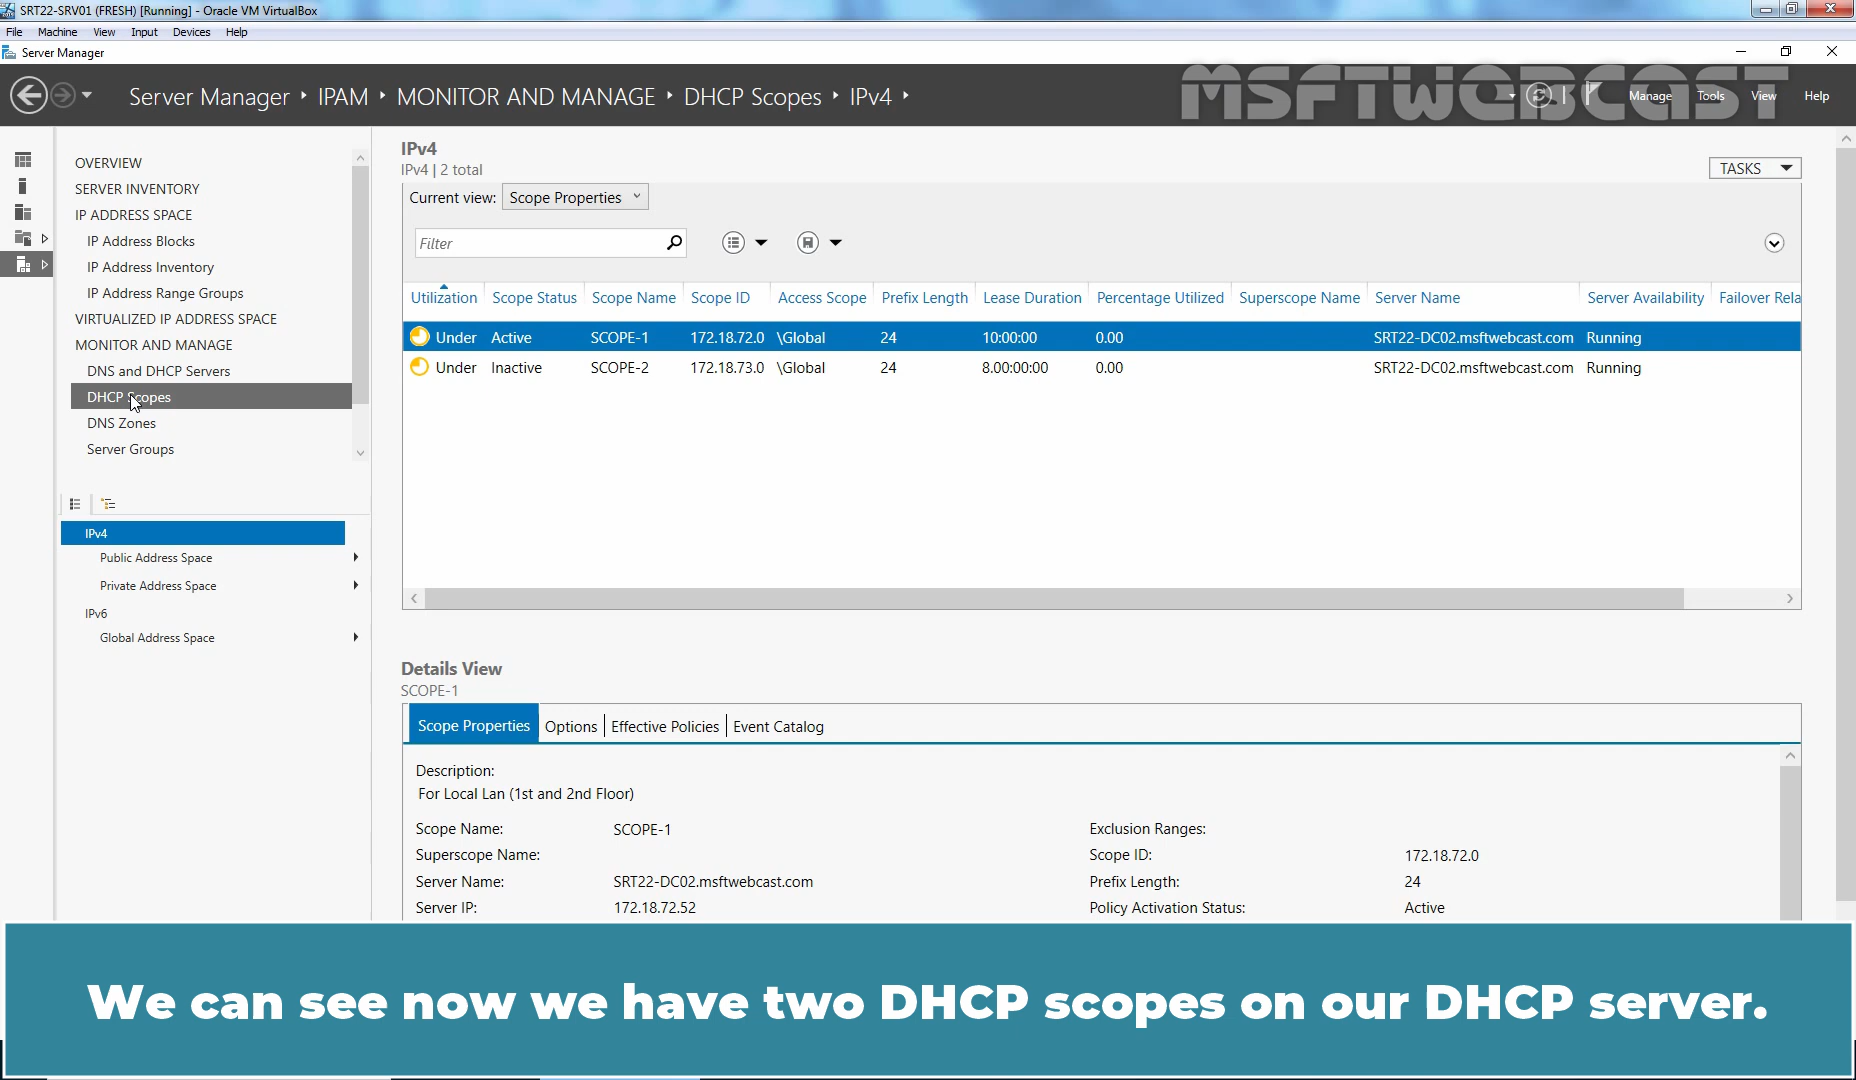 SRT22-SRV01 (FRESH) [Running] - Oracle VM VirtualBox
File Machine View Input Devices Help
Server Manager
Server Manager ‣ IPAM ‣ MONITOR AND MANAGE ‣ DHCP Scopes ‣ IPv4 ‣
MSFTWEBCAST
Manage Tools View Help
OVERVIEW
SERVER INVENTORY
IP ADDRESS SPACE
IP Address Blocks
IP Address Inventory
IP Address Range Groups
VIRTUALIZED IP ADDRESS SPACE
MONITOR AND MANAGE
DNS and DHCP Servers
DHCP Scopes
DNS Zones
Server Groups
IPv4
Public Address Space
Private Address Space
IPv6
Global Address Space
IPv4
IPv4 | 2 total
TASKS
Current view: Scope Properties
Filter
Utilization Scope Status Scope Name Scope ID Access Scope Prefix Length Lease Duration Percentage Utilized Superscope Name Server Name Server Availability Failover Rela
Under Active SCOPE-1 172.18.72.0 \Global 24 10:00:00 0.00 SRT22-DC02.msftwebcast.com Running
Under Inactive SCOPE-2 172.18.73.0 \Global 24 8.00:00:00 0.00 SRT22-DC02.msftwebcast.com Running
Details View
SCOPE-1
Scope Properties Options Effective Policies Event Catalog
Description:
For Local Lan (1st and 2nd Floor)
Scope Name: SCOPE-1 Exclusion Ranges:
Superscope Name: Scope ID: 172.18.72.0
Server Name: SRT22-DC02.msftwebcast.com Prefix Length: 24
Server IP: 172.18.72.52 Policy Activation Status: Active
We can see now we have two DHCP scopes on our DHCP server.